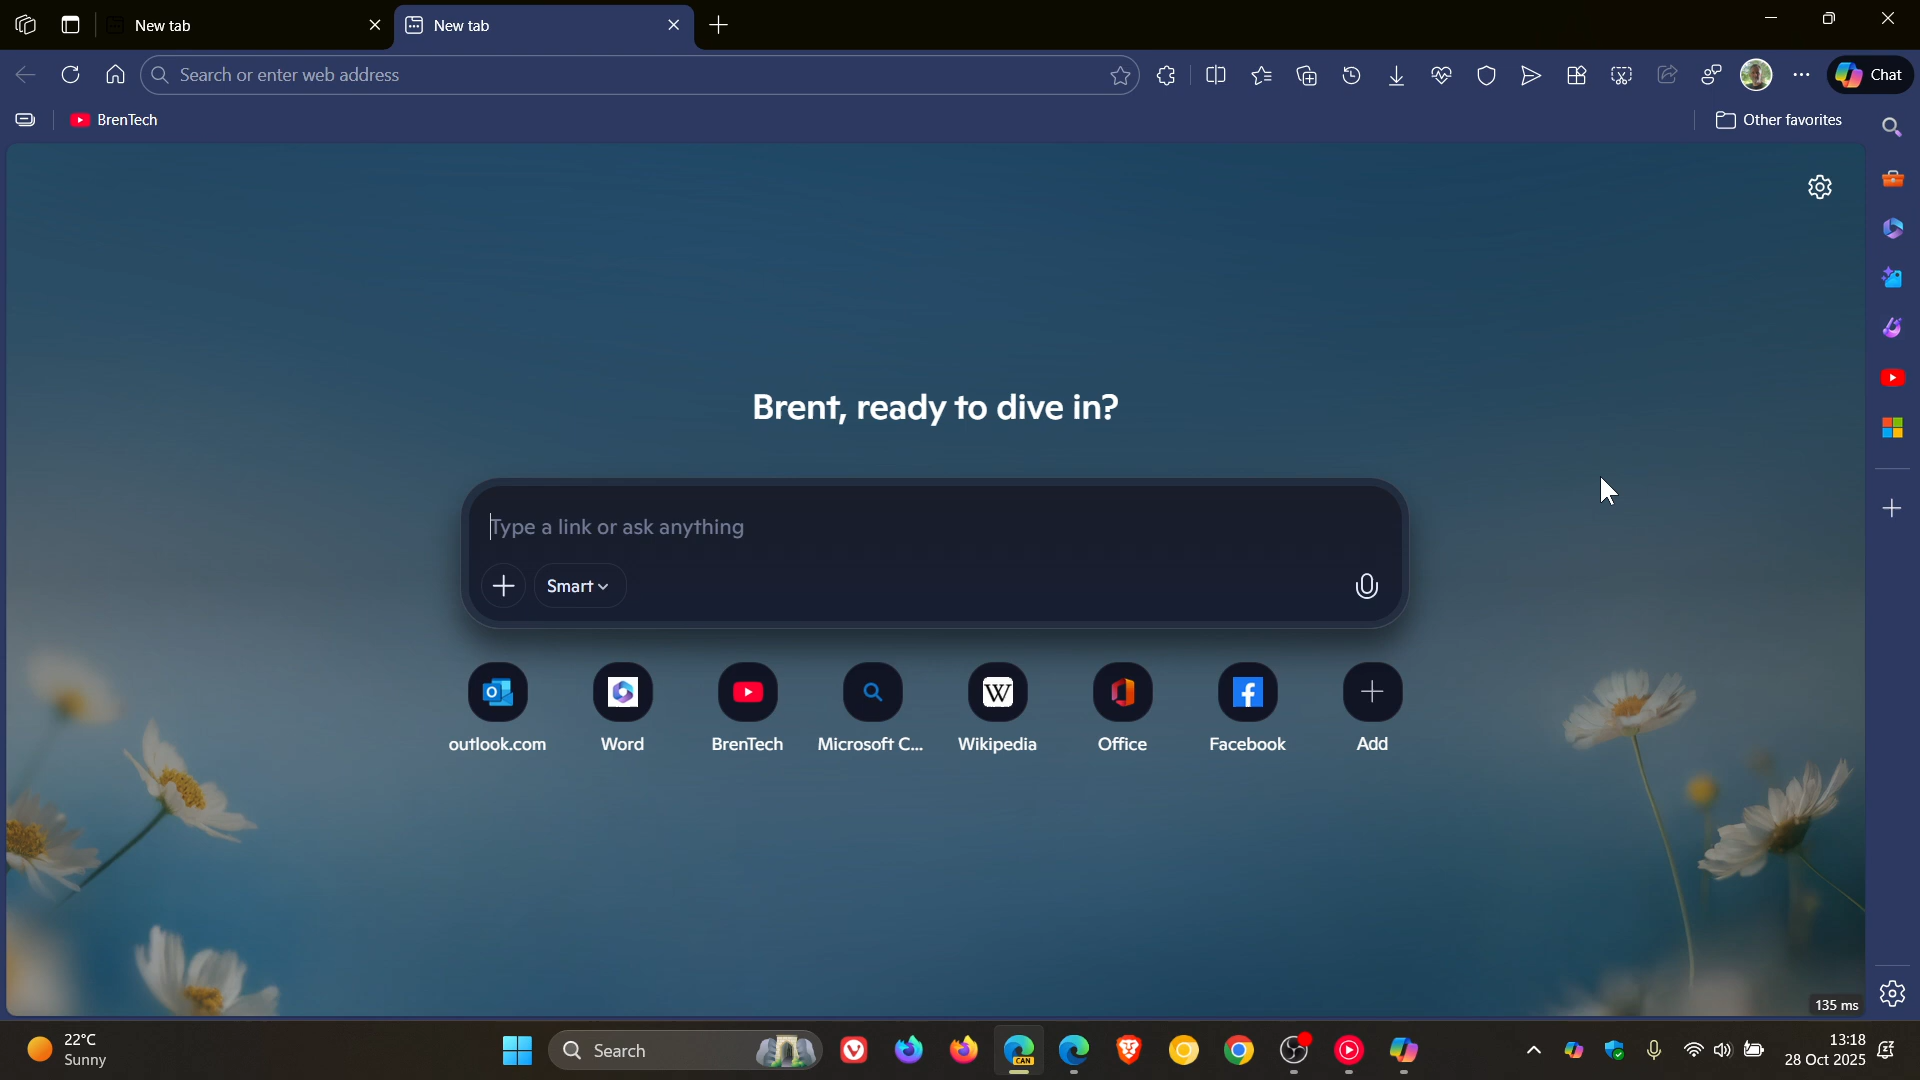 New tab
New tab
Search or enter web address
Chat
BrenTech
Other favorites
Brent, ready to dive in?
Type a link or ask anything
Smart
outlook.com
Word
BrenTech
Microsoft C...
Wikipedia
Office
Facebook
Add
135 ms
22°C
Sunny
Search
CAN
13:18
28 Oct 2025